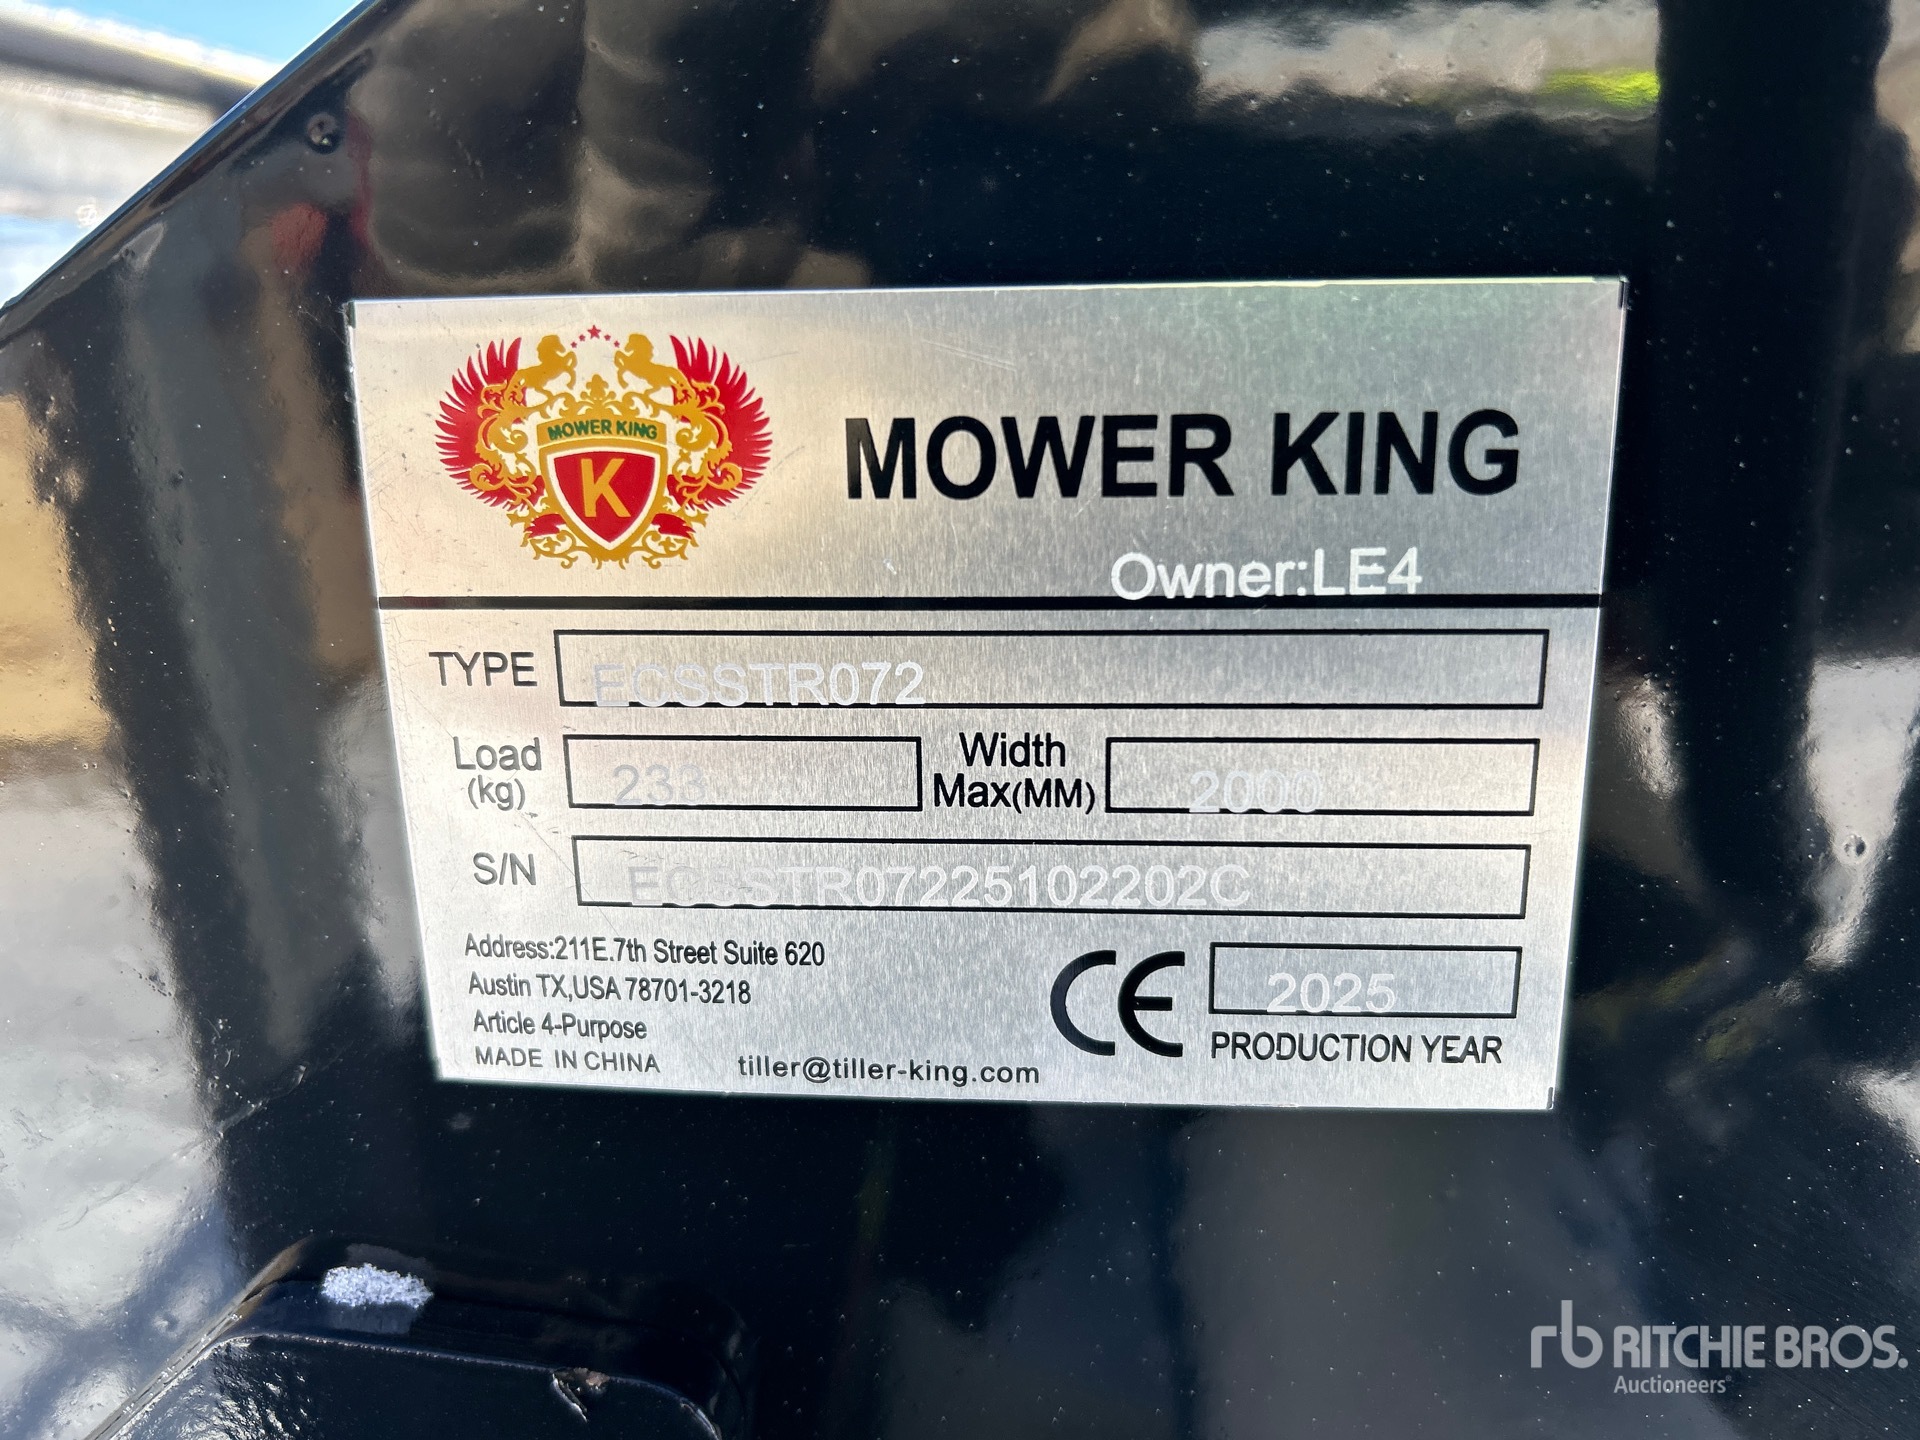 MOWER KING
K
MOWER KING
Owner:LE4
TYPE ECSSTR072
Load (kg) 233 Width Max(MM) 2000
S/N ECSSTR07225102202C
Address:211E.7th Street Suite 620
Austin TX,USA 78701-3218
Article 4-Purpose
MADE IN CHINA
tiller@tiller-king.com
CE
2025
PRODUCTION YEAR
rb RITCHIE BROS.
Auctioneers